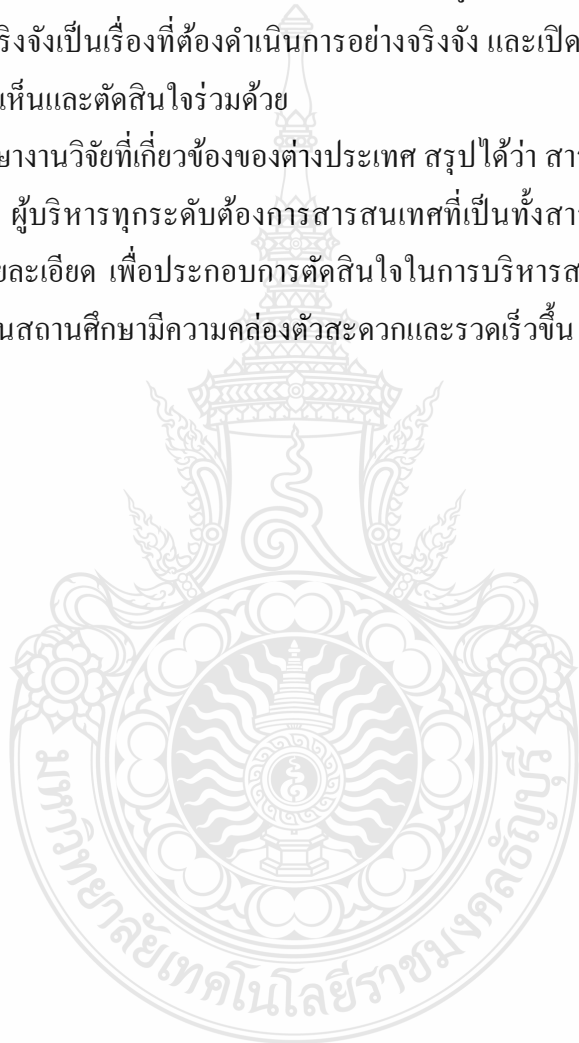 ริงจังเป็นเรื่องที่ต้องดำเนินการอย่างจริงจัง และเปิด
เห็นและตัดสินใจร่วมด้วย
ษางานวิจัยที่เกี่ยวข้องของต่างประเทศ สรุปได้ว่า สาร
ผู้บริหารทุกระดับต้องการสารสนเทศที่เป็นทั้งสาร
ยละเอียด เพื่อประกอบการตัดสินใจในการบริหารส
นสถานศึกษามีความคล่องตัวสะดวกและรวดเร็วขึ้น
มหาวิทยาลัยเทคโนโลยีราชมงคลธัญบุรี